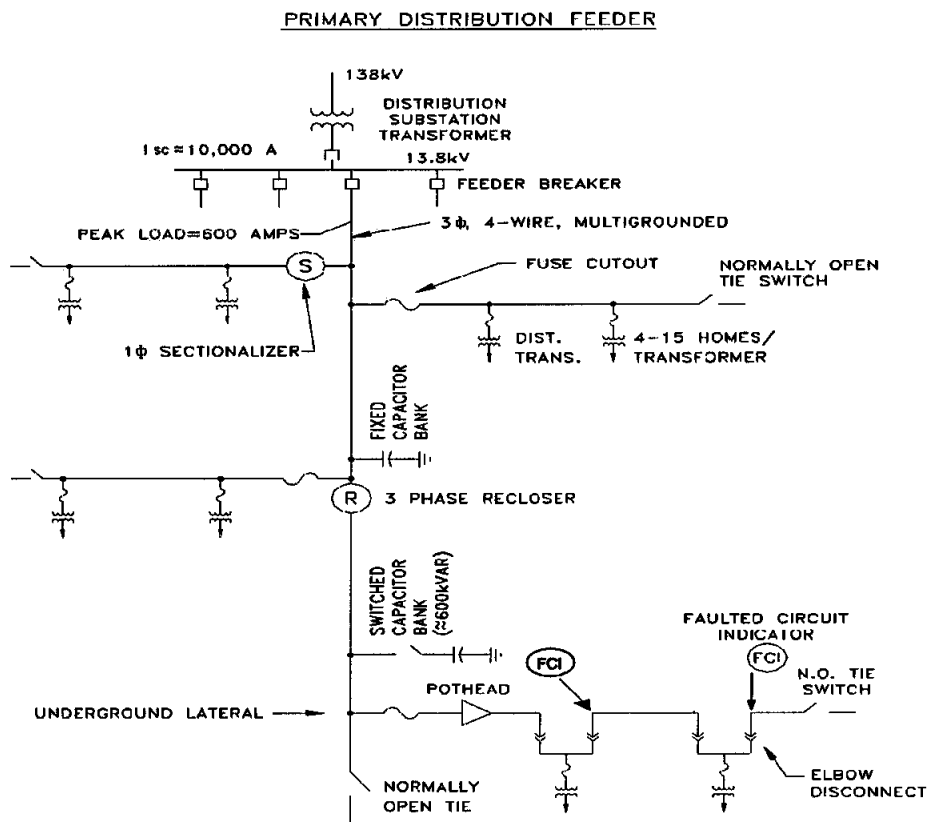 PRIMARY DISTRIBUTION FEEDER
138kV
DISTRIBUTION
SUBSTATION
TRANSFORMER
Isc≈10,000 A
13.8kV
FEEDER BREAKER
PEAK LOAD=600 AMPS
3ϕ, 4-WIRE, MULTIGROUNDED
S
FUSE CUTOUT
NORMALLY OPEN
TIE SWITCH
1ϕ SECTIONALIZER
DIST.
TRANS.
4-15 HOMES/
TRANSFORMER
FIXED
CAPACITOR
BANK
R
3 PHASE RECLOSER
SWITCHED
CAPACITOR
BANK
(≈600kVAR)
FAULTED CIRCUIT
INDICATOR
FCI
FCI
POTHEAD
N.O. TIE
SWITCH
UNDERGROUND LATERAL
NORMALLY
OPEN TIE
ELBOW
DISCONNECT